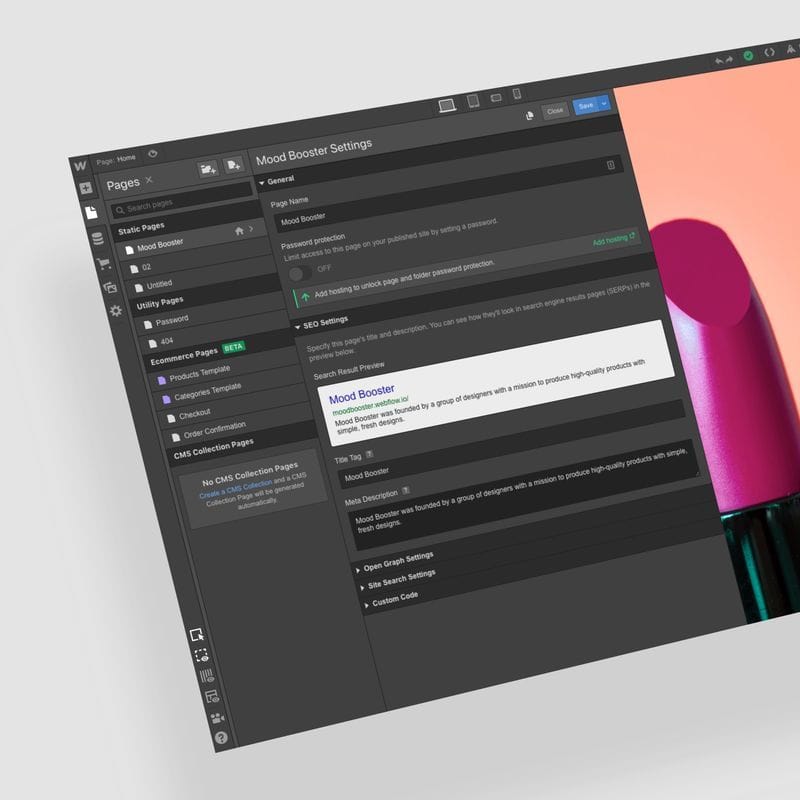 W
Page: Home
Pages
Search pages
Static Pages
Mood Booster
02
Untitled
Utility Pages
Password
404
Ecommerce Pages BETA
Products Template
Categories Template
Checkout
Order Confirmation
CMS Collection Pages
No CMS Collection Pages
Create a CMS Collection and a CMS
Collection Page will be generated
automatically.
Mood Booster Settings
Close
Save
General
Page Name
Mood Booster
Password protection
Limit access to this page on your published site by setting a password.
OFF
Add hosting to unlock page and folder password protection.
Add hosting
SEO Settings
Specify this page's title and description. You can see how they'll look in search engine results pages (SERPs) in the
preview below.
Search Result Preview
Mood Booster
moodbooster.webflow.io/
Mood Booster was founded by a group of designers with a mission to produce high-quality products with
simple, fresh designs.
Title Tag ?
Mood Booster
Meta Description ?
Mood Booster was founded by a group of designers with a mission to produce high-quality products with simple,
fresh designs.
Open Graph Settings
Site Search Settings
Custom Code